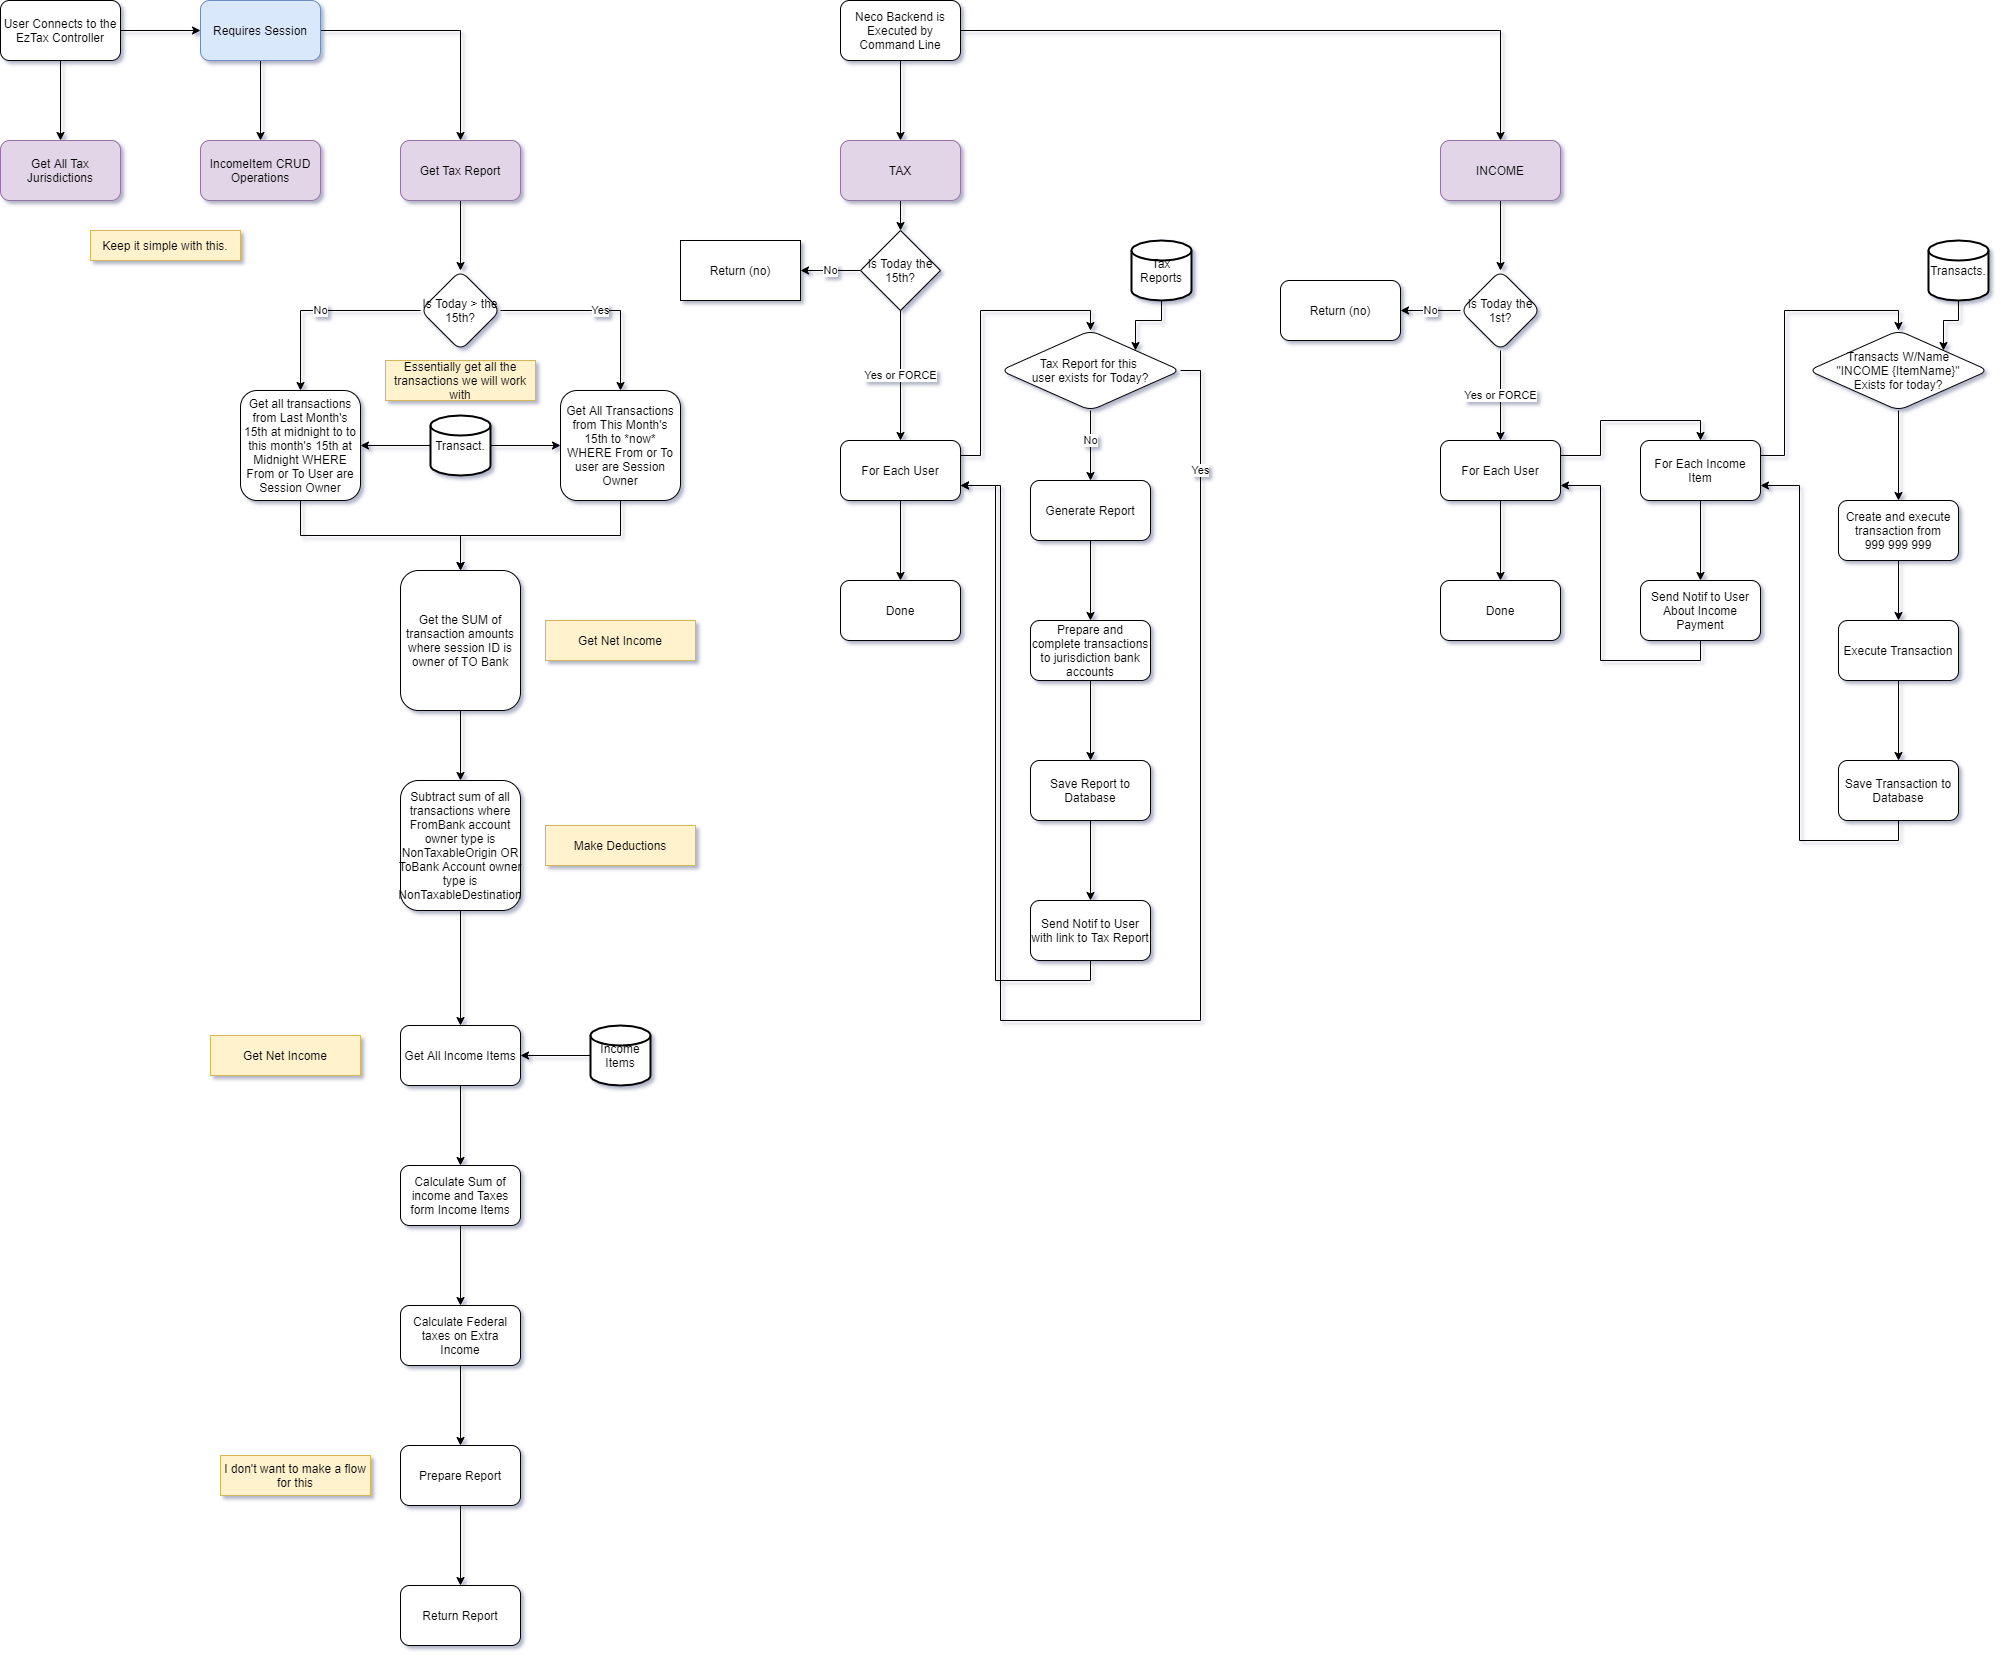 User Connects to the
EzTax Controller
Requires Session
Get All Tax
Jurisdictions
IncomeItem CRUD
Operations
Get Tax Report
Keep it simple with this.
Is Today > the
15th?
No
Yes
Essentially get all the
transactions we will work
with
Get all transactions
from Last Month's
15th at midnight to to
this month's 15th at
Midnight WHERE
From or To User are
Session Owner
Transact.
Get All Transactions
from This Month's
15th to *now*
WHERE From or To
user are Session
Owner
Get the SUM of
transaction amounts
where session ID is
owner of TO Bank
Get Net Income
Subtract sum of all
transactions where
FromBank account
owner type is
NonTaxableOrigin OR
ToBank Account owner
type is
NonTaxableDestination
Make Deductions
Get Net Income
Get All Income Items
Income
Items
Calculate Sum of
income and Taxes
form Income Items
Calculate Federal
taxes on Extra
Income
I don't want to make a flow
for this
Prepare Report
Return Report
Neco Backend is
Executed by
Command Line
TAX
Return (no)
No
Is Today the
15th?
Tax
Reports
Yes or FORCE
Tax Report for this
user exists for Today?
No
Yes
For Each User
Generate Report
Done
Prepare and
complete transactions
to jurisdiction bank
accounts
Save Report to
Database
Send Notif to User
with link to Tax Report
INCOME
Return (no)
No
Is Today the
1st?
Transacts.
Yes or FORCE
Transacts W/Name
"INCOME {ItemName}"
Exists for today?
For Each User
For Each Income
Item
Create and execute
transaction from
999 999 999
Done
Send Notif to User
About Income
Payment
Execute Transaction
Save Transaction to
Database